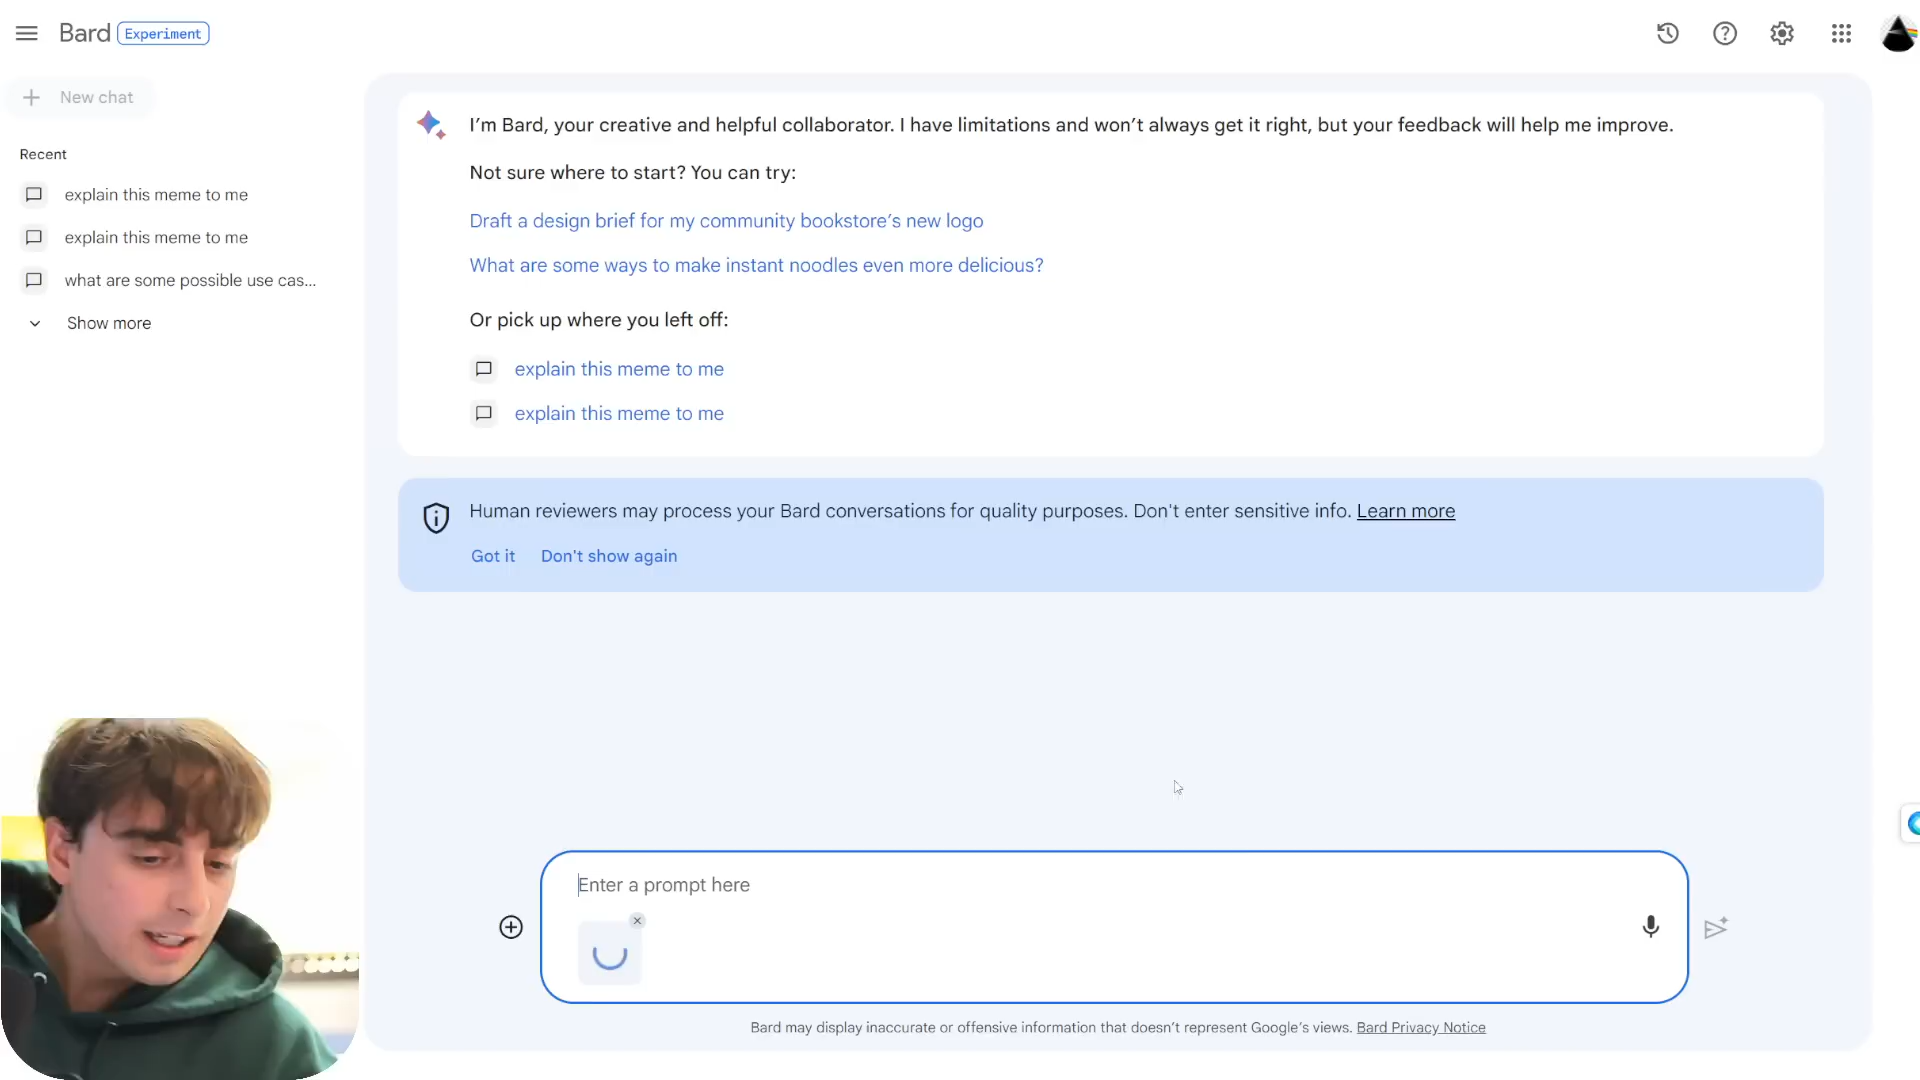 Bard Experiment
New chat
Recent
explain this meme to me
explain this meme to me
what are some possible use cas...
Show more
I’m Bard, your creative and helpful collaborator. I have limitations and won’t always get it right, but your feedback will help me improve.
Not sure where to start? You can try:
Draft a design brief for my community bookstore’s new logo
What are some ways to make instant noodles even more delicious?
Or pick up where you left off:
explain this meme to me
explain this meme to me
Human reviewers may process your Bard conversations for quality purposes. Don't enter sensitive info. Learn more
Got it Don't show again
Enter a prompt here
Bard may display inaccurate or offensive information that doesn’t represent Google’s views. Bard Privacy Notice